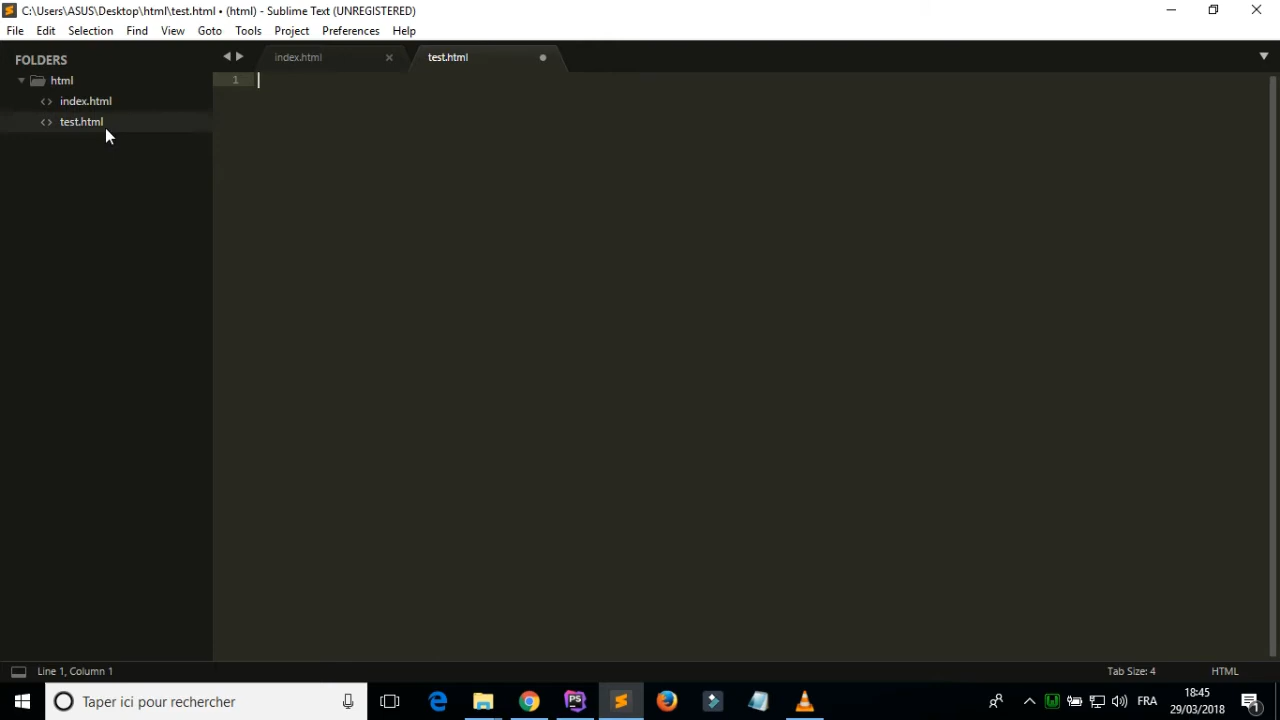 C:\Users\ASUS\Desktop\html\test.html • (html) - Sublime Text (UNREGISTERED)
File Edit Selection Find View Goto Tools Project Preferences Help
FOLDERS
html
index.html
test.html
index.html test.html
1
Line 1, Column 1 Tab Size: 4 HTML
Taper ici pour rechercher
FRA
18:45
29/03/2018
1